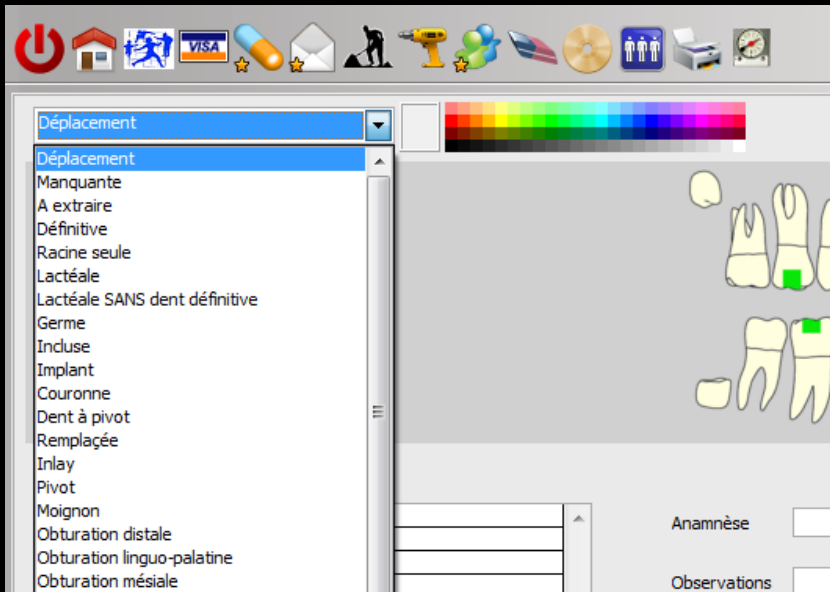 VISA
Déplacement
Déplacement
Manquante
A extraire
Définitive
Racine seule
Lactéale
Lactéale SANS dent définitive
Germe
Incluse
Implant
Couronne
Dent à pivot
Remplaçée
Inlay
Pivot
Moignon
Obturation distale
Obturation linguo-palatine
Obturation mésiale
Anamnèse
Observations